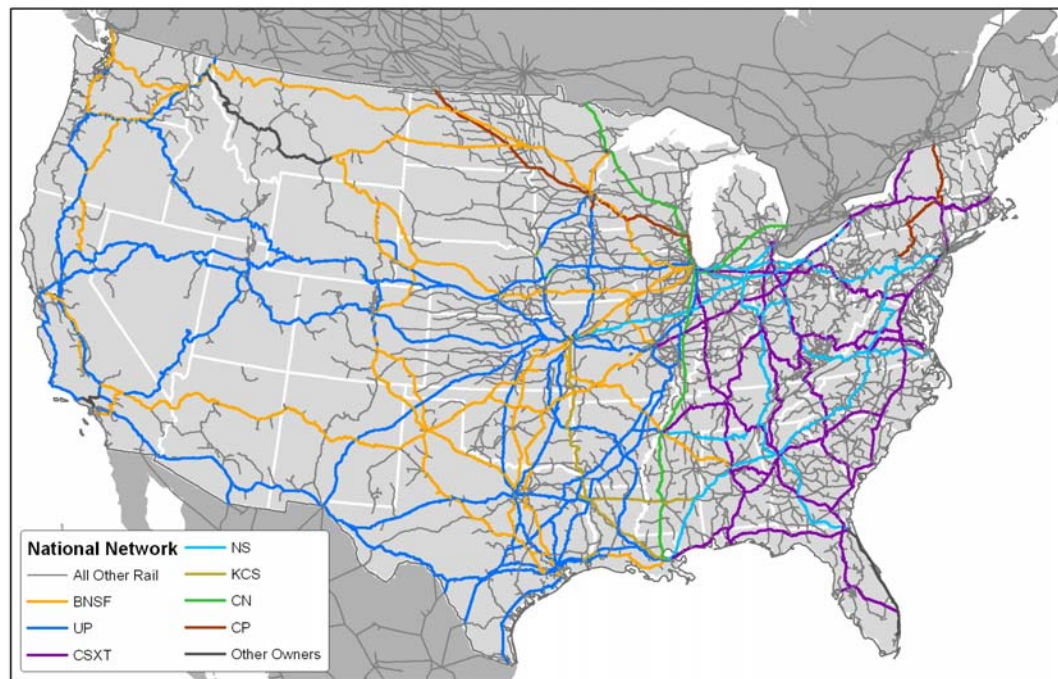 National Network
All Other Rail
BNSF
UP
CSXT
NS
KCS
CN
CP
Other Owners